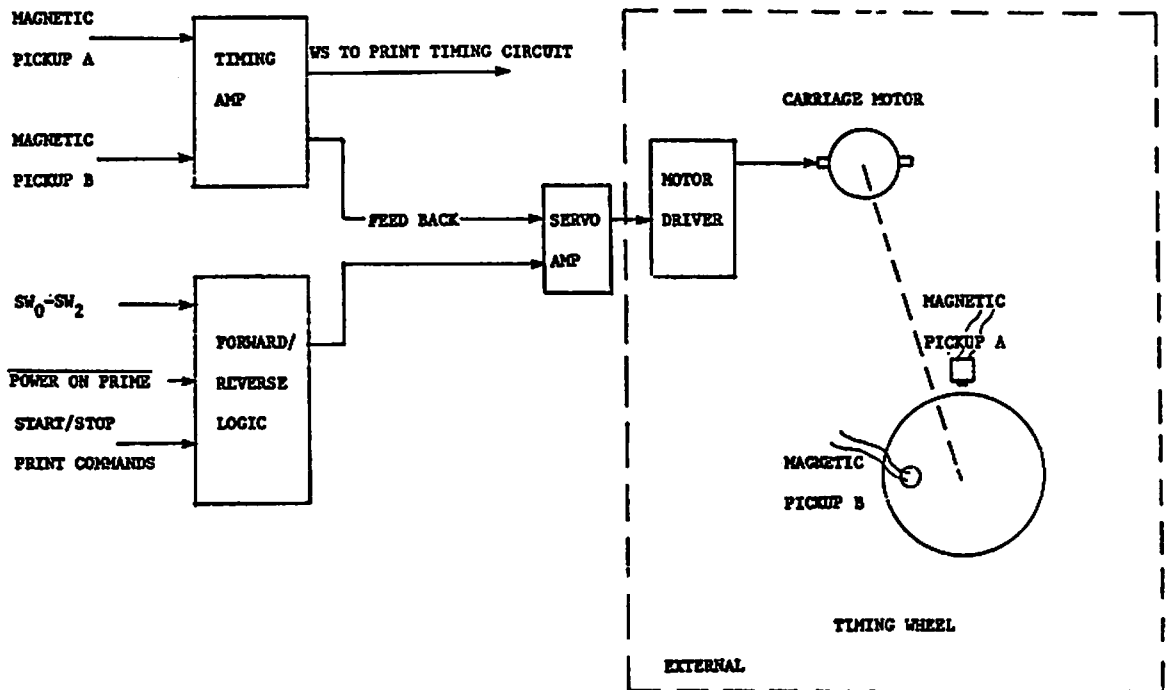 MAGNETIC
PICKUP A
TIMING
AMP
WS TO PRINT TIMING CIRCUIT
MAGNETIC
PICKUP B
FEED BACK
SERVO
AMP
SW₀-SW₂
POWER ON PRIME
START/STOP
PRINT COMMANDS
FORWARD/
REVERSE
LOGIC
CARRIAGE MOTOR
MOTOR
DRIVER
MAGNETIC
PICKUP A
MAGNETIC
PICKUP B
TIMING WHEEL
EXTERNAL